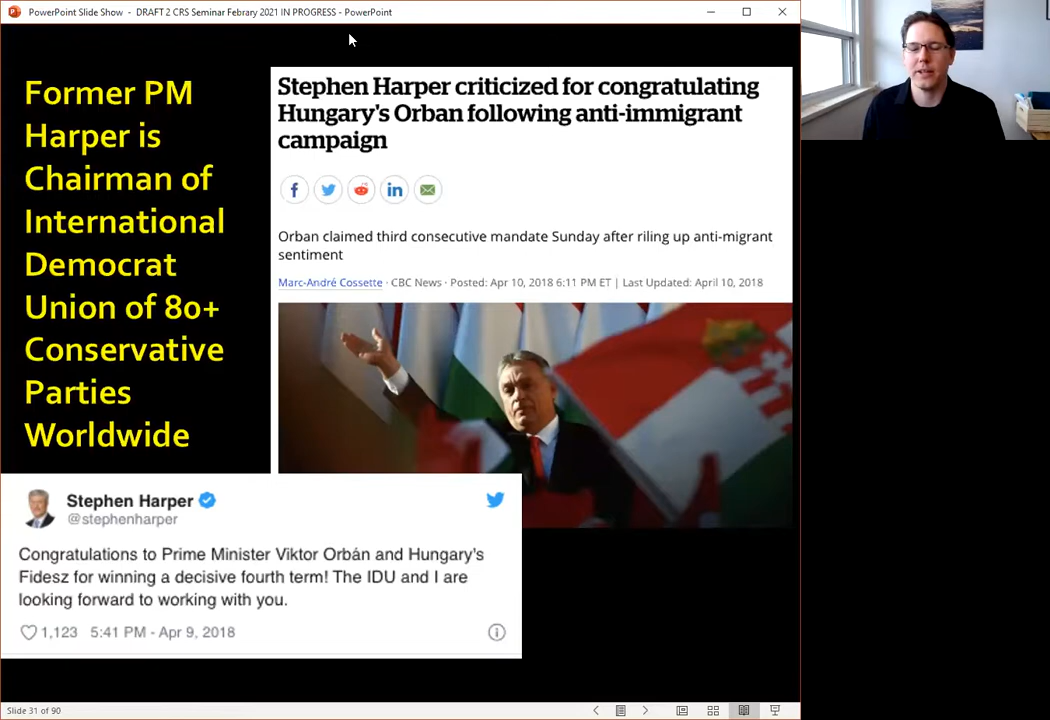 PowerPoint Slide Show - DRAFT 2 CRS Seminar Febrary 2021 IN PROGRESS - PowerPoint
Former PM
Harper is
Chairman of
International
Democrat
Union of 80+
Conservative
Parties
Worldwide
Stephen Harper criticized for congratulating
Hungary's Orban following anti-immigrant
campaign
Orban claimed third consecutive mandate Sunday after riling up anti-migrant
sentiment
Marc-André Cossette · CBC News · Posted: Apr 10, 2018 6:11 PM ET | Last Updated: April 10, 2018
Stephen Harper
@stephenharper
Congratulations to Prime Minister Viktor Orbán and Hungary's
Fidesz for winning a decisive fourth term! The IDU and I are
looking forward to working with you.
1,123 5:41 PM - Apr 9, 2018
Slide 31 of 90